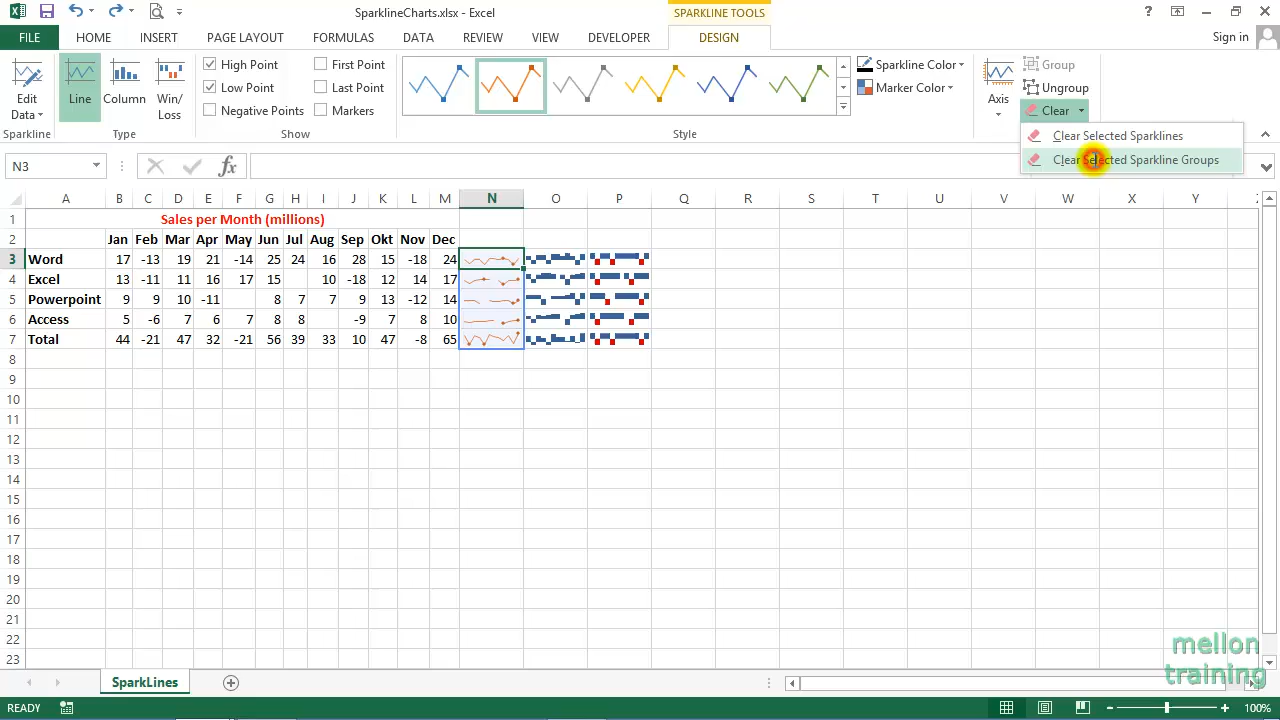 SparklineCharts.xlsx - Excel
SPARKLINE TOOLS
?
FILE HOME INSERT PAGE LAYOUT FORMULAS DATA REVIEW VIEW DEVELOPER DESIGN Sign in
Edit Data
Line
Column
Win/ Loss
High Point
Low Point
Negative Points
First Point
Last Point
Markers
Sparkline Color
Marker Color
Axis
Group
Ungroup
Clear
Sparkline Type Show Style
Clear Selected Sparklines
Clear Selected Sparkline Groups
N3 fx
A B C D E F G H I J K L M N O P Q R S T U V W X Y
1 Sales per Month (millions)
2 Jan Feb Mar Apr May Jun Jul Aug Sep Okt Nov Dec
3 Word 17 -13 19 21 -14 25 24 16 28 15 -18 24
4 Excel 13 -11 11 16 17 15 10 -18 12 14 17
5 Powerpoint 9 9 10 -11 8 7 7 9 13 -12 14
6 Access 5 -6 7 6 7 8 8 -9 7 8 10
7 Total 44 -21 47 32 -21 56 39 33 10 47 -8 65
8
9
10
11
12
13
14
15
16
17
18
19
20
21
22
23
mellon
training
SparkLines
READY 100%